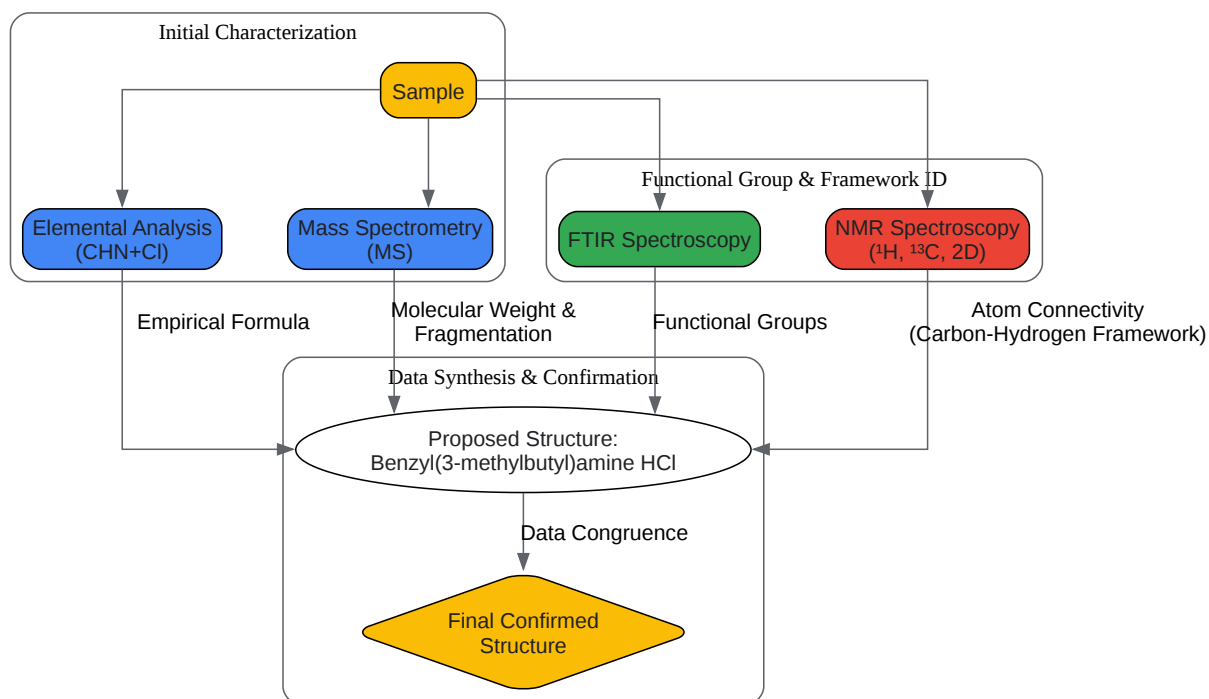 Initial Characterization
Sample
Functional Group & Framework ID
Elemental Analysis
(CHN+Cl)
Mass Spectrometry
(MS)
FTIR Spectroscopy
NMR Spectroscopy
(¹H, ¹³C, 2D)
Empirical Formula
Molecular Weight &
Fragmentation
Functional Groups
Atom Connectivity
(Carbon-Hydrogen Framework)
Data Synthesis & Confirmation
Proposed Structure:
Benzyl(3-methylbutyl)amine HCl
Data Congruence
Final Confirmed
Structure